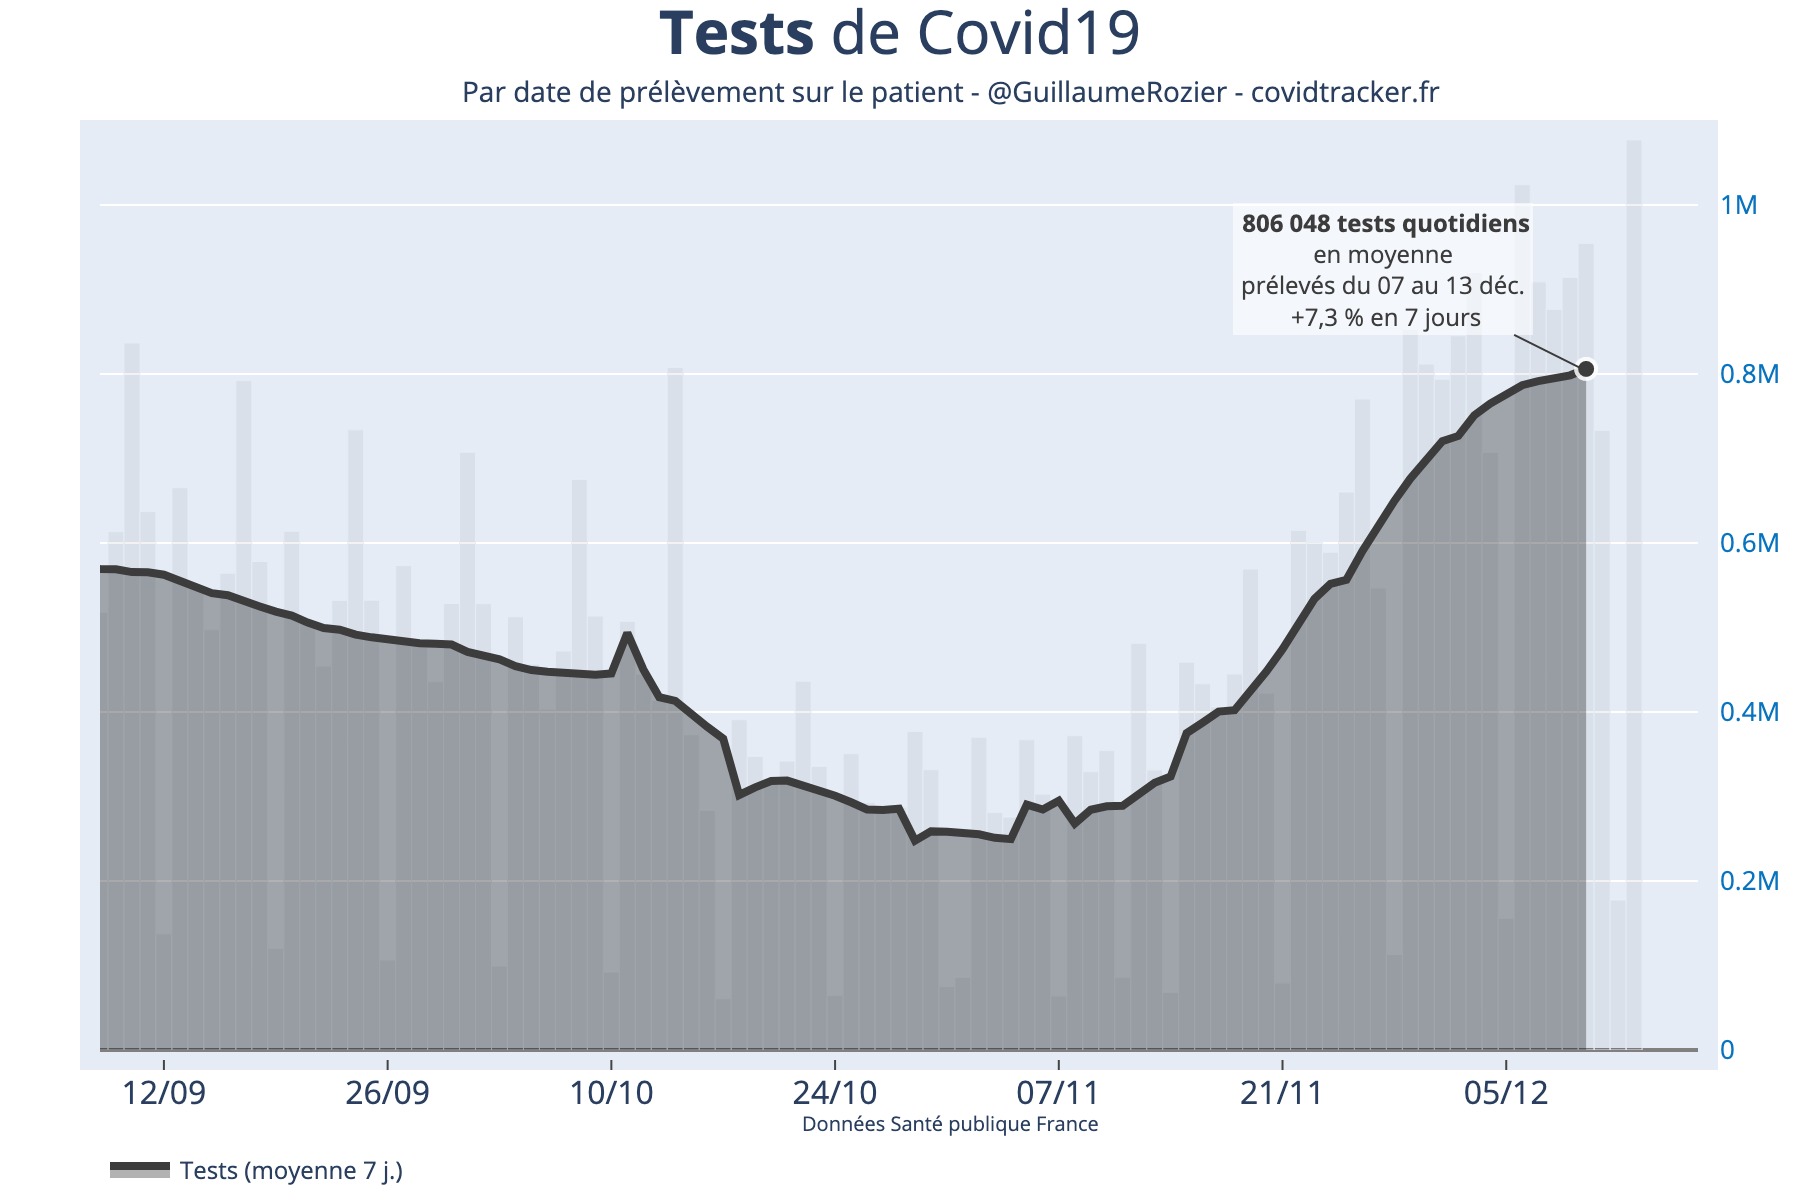 Tests de Covid19
Par date de prélèvement sur le patient - @GuillaumeRozier - covidtracker.fr
1M
806 048 tests quotidiens
en moyenne
prélevés du 07 au 13 déc.
+7,3 % en 7 jours
0.8M
0.6M
0.4M
0.2M
0
12/09 26/09 10/10 24/10 07/11 21/11 05/12
Données Santé publique France
Tests (moyenne 7 j.)